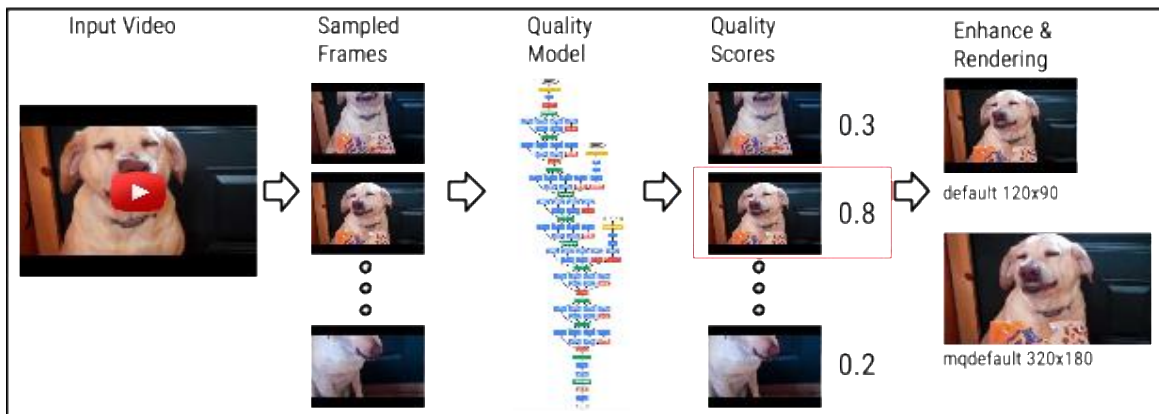 Input Video
Sampled
Frames
Quality
Model
Quality
Scores
Enhance &
Rendering
0.3
0.8
0.2
default 120x90
mqdefault 320x180